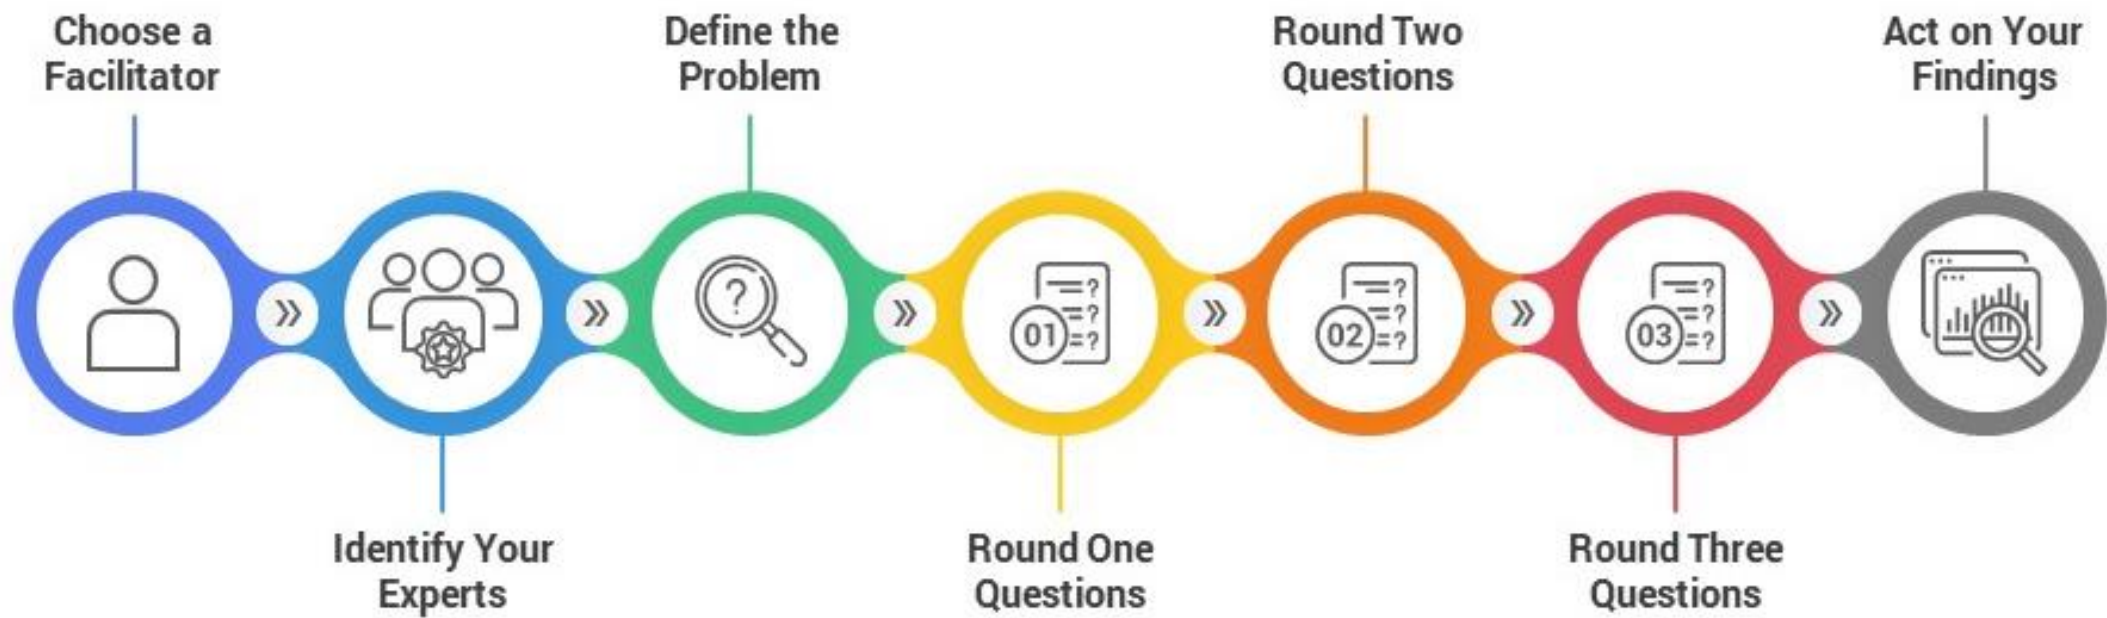 Choose a
Facilitator
Identify Your
Experts
Define the
Problem
?
01
?
?
=?
Round One
Questions
Round Two
Questions
02
?
?
=?
03
?
?
=?
Round Three
Questions
Act on Your
Findings